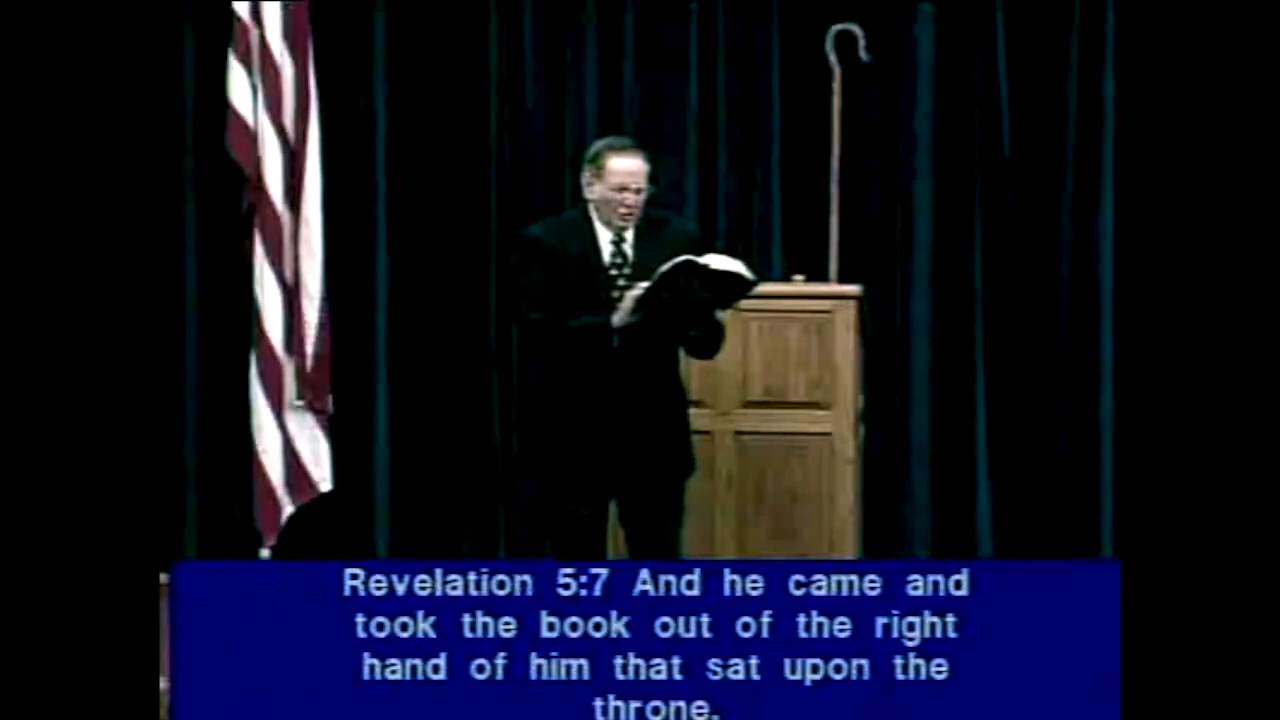 Revelation 5:7 And he came and
took the book out of the right
hand of him that sat upon the
throne.